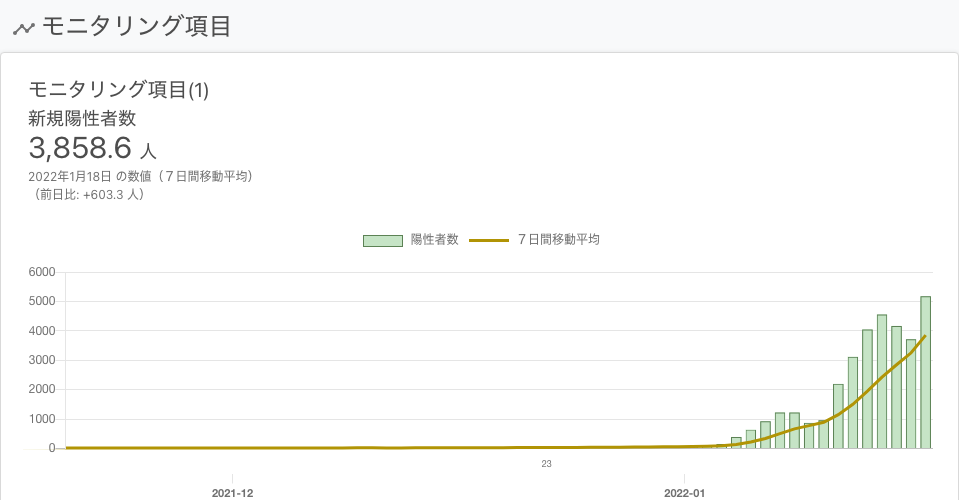 モニタリング項目
モニタリング項目(1)
新規陽性者数
3,858.6 人
2022年1月18日 の数値（７日間移動平均）
（前日比: +603.3 人）
陽性者数 ７日間移動平均
6000
5000
4000
3000
2000
1000
0
23
2021-12 2022-01